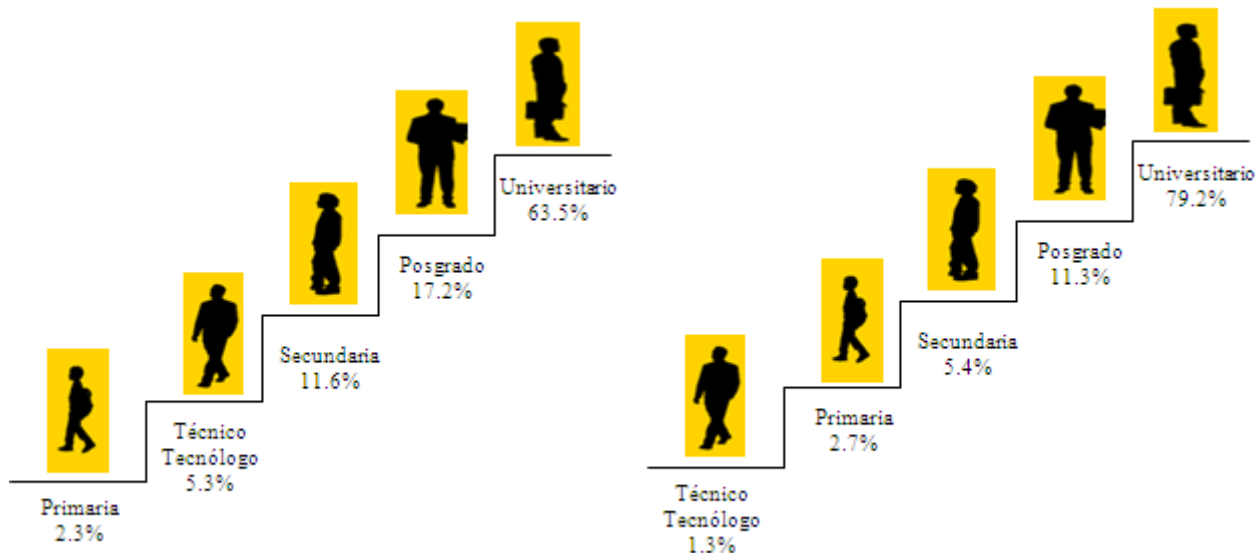 Primaria
2.3%
Técnico
Tecnólogo
5.3%
Secundaria
11.6%
Posgrado
17.2%
Universitario
63.5%
Técnico
Tecnólogo
1.3%
Primaria
2.7%
Secundaria
5.4%
Posgrado
11.3%
Universitario
79.2%